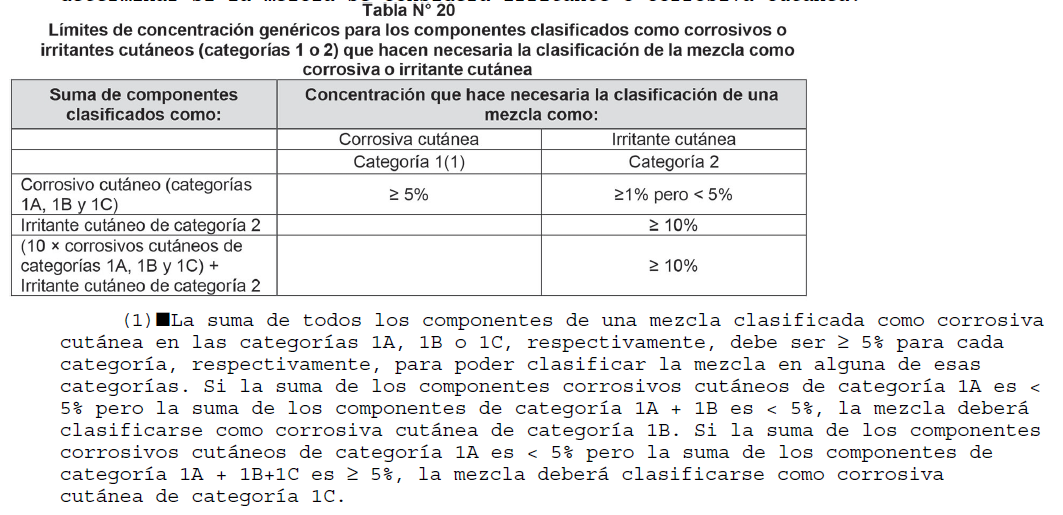 Tabla Nº 20
Límites de concentración genéricos para los componentes clasificados como corrosivos o
irritantes cutáneos (categorías 1 o 2) que hacen necesaria la clasificación de la mezcla como
corrosiva o irritante cutánea
Suma de componentes
clasificados como:
Concentración que hace necesaria la clasificación de una
mezcla como:
Corrosiva cutánea
Irritante cutánea
Categoría 1(1)
Categoría 2
Corrosivo cutáneo (categorías
1A, 1B y 1C)
≥ 5%
≥1% pero < 5%
Irritante cutáneo de categoría 2
≥ 10%
(10 × corrosivos cutáneos de
categorías 1A, 1B y 1C) +
Irritante cutáneo de categoría 2
≥ 10%
(1)■La suma de todos los componentes de una mezcla clasificada como corrosiva
cutánea en las categorías 1A, 1B o 1C, respectivamente, debe ser ≥ 5% para cada
categoría, respectivamente, para poder clasificar la mezcla en alguna de esas
categorías. Si la suma de los componentes corrosivos cutáneos de categoría 1A es <
5% pero la suma de los componentes de categoría 1A + 1B es < 5%, la mezcla deberá
clasificarse como corrosiva cutánea de categoría 1B. Si la suma de los componentes
corrosivos cutáneos de categoría 1A es < 5% pero la suma de los componentes de
categoría 1A + 1B+1C es ≥ 5%, la mezcla deberá clasificarse como corrosiva
cutánea de categoría 1C.